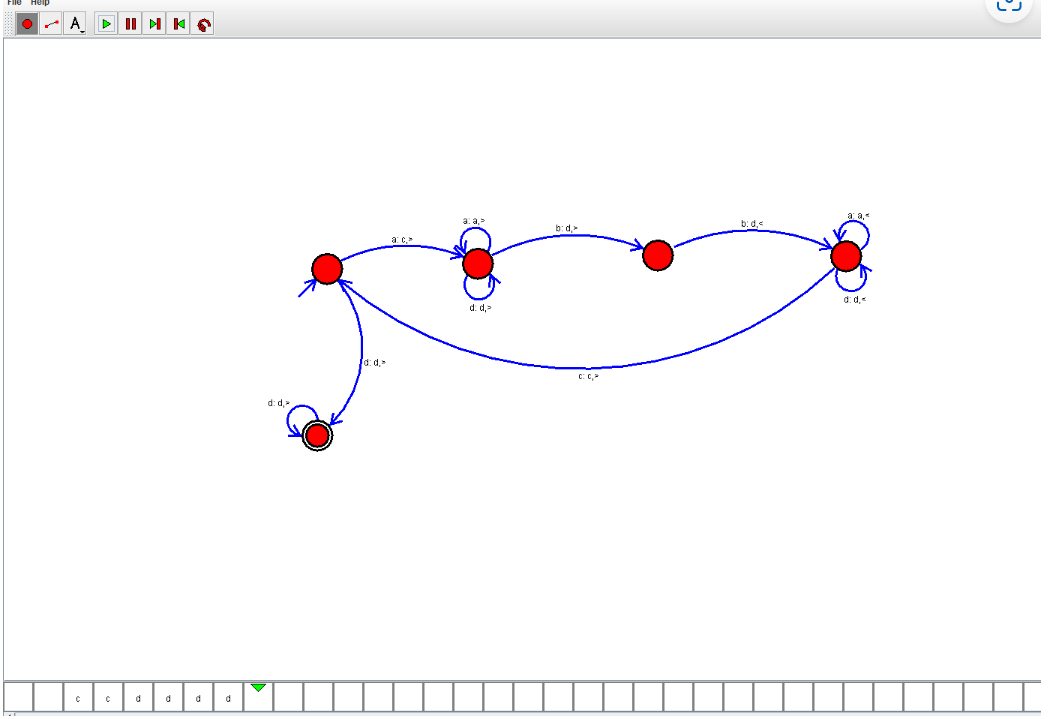 File Help
A
a: a,>
a: a,<
b: d,>
b: d,<
a: c,>
d: d,>
d: d,<
d: d,>
c: c,>
d: d,>
c c d d d d